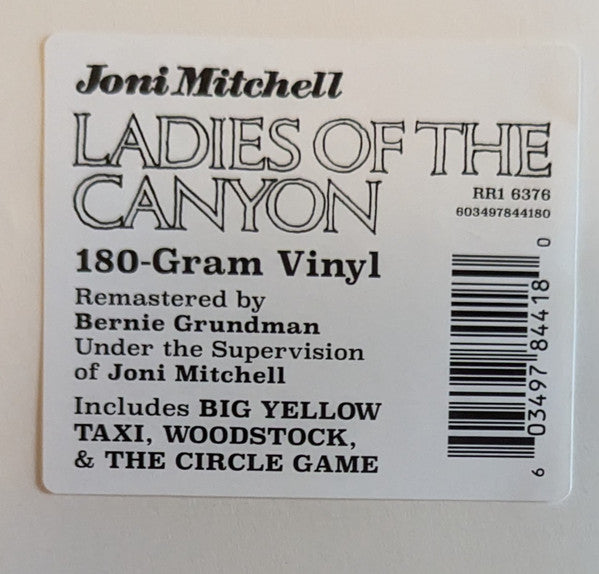 Joni Mitchell
LADIES OF THE
CANYON
RR1 6376
603497844180
180-Gram Vinyl
Remastered by
Bernie Grundman
Under the Supervision
of Joni Mitchell
Includes BIG YELLOW
TAXI, WOODSTOCK,
& THE CIRCLE GAME
6 03497 84418 0